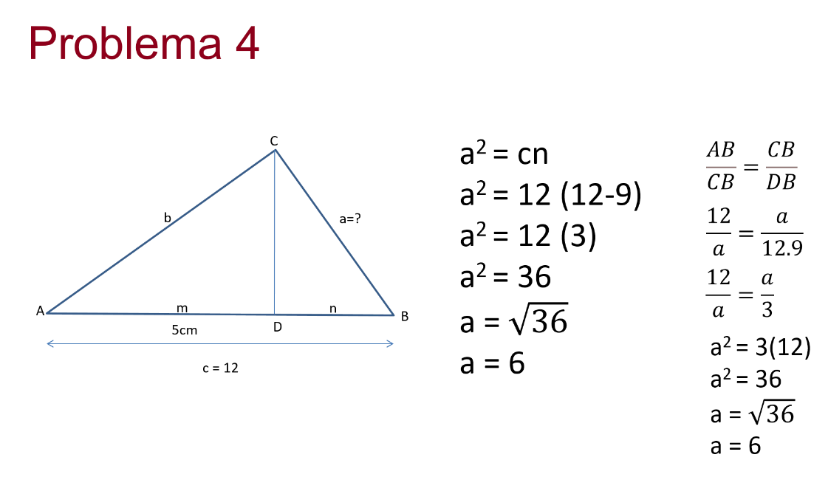 Problema 4
C
b
a=?
A
m
n
B
5cm
D
c = 12
a² = cn
a² = 12 (12-9)
a² = 12 (3)
a² = 36
a = √36
a = 6
AB/CB = CB/DB
12/a = a/12.9
12/a = a/3
a² = 3(12)
a² = 36
a = √36
a = 6